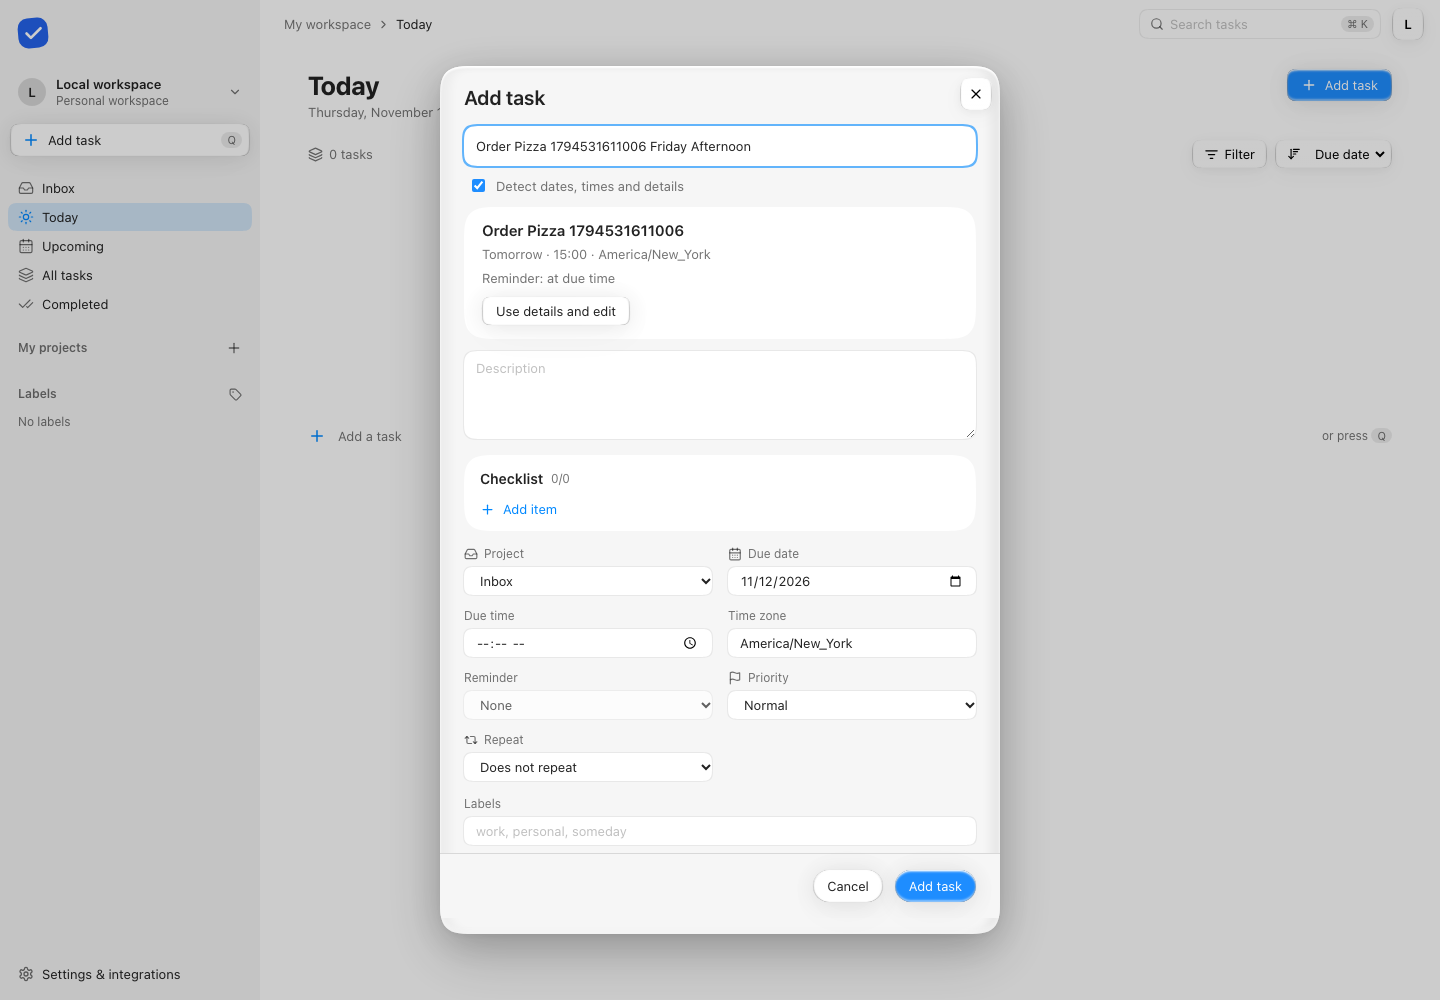 My workspace > Today
Search tasks ⌘ K
L
L
Local workspace
Personal workspace
Add task Q
Inbox
Today
Upcoming
All tasks
Completed
My projects
Labels
No labels
Settings & integrations
Today
Thursday, November
Add task
0 tasks
Filter
Due date
Add a task
or press Q
Add task
Order Pizza 1794531611006 Friday Afternoon
Detect dates, times and details
Order Pizza 1794531611006
Tomorrow · 15:00 · America/New_York
Reminder: at due time
Use details and edit
Description
Checklist 0/0
Add item
Project
Inbox
Due date
11/12/2026
Due time
--:-- --
Time zone
America/New_York
Reminder
None
Priority
Normal
Repeat
Does not repeat
Labels
work, personal, someday
Cancel
Add task